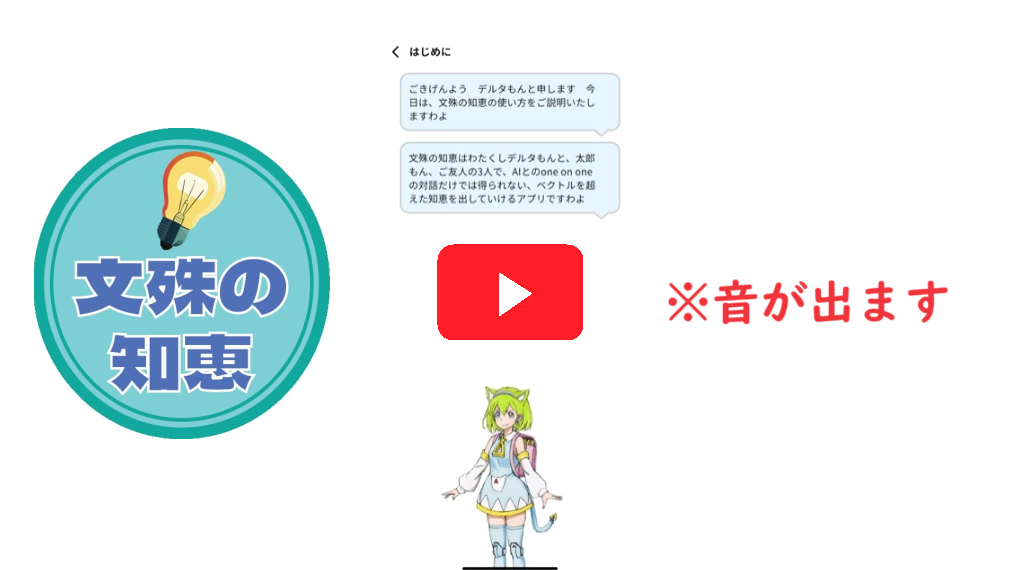 はじめに
ごきげんよう　デルタもんと申します　今
日は、文殊の知恵の使い方をご説明いたし
ますわよ
文殊の知恵はわたくしデルタもんと、太郎
もん、ご友人の3人で、AIとのone on one
の対話だけでは得られない、ベクトルを超
えた知恵を出していけるアプリですわよ
文殊の
知恵
※音が出ます